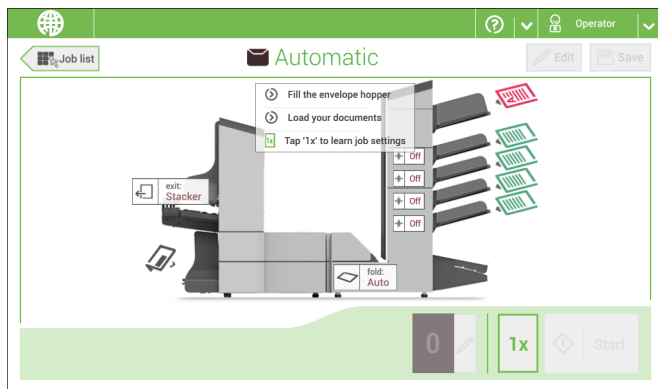 Operator
Job list
Automatic
Edit
Save
Fill the envelope hopper
Load your documents
1x
Tap '1x' to learn job settings
Off
Off
Off
Off
exit:
Stacker
fold:
Auto
0
1x
Start